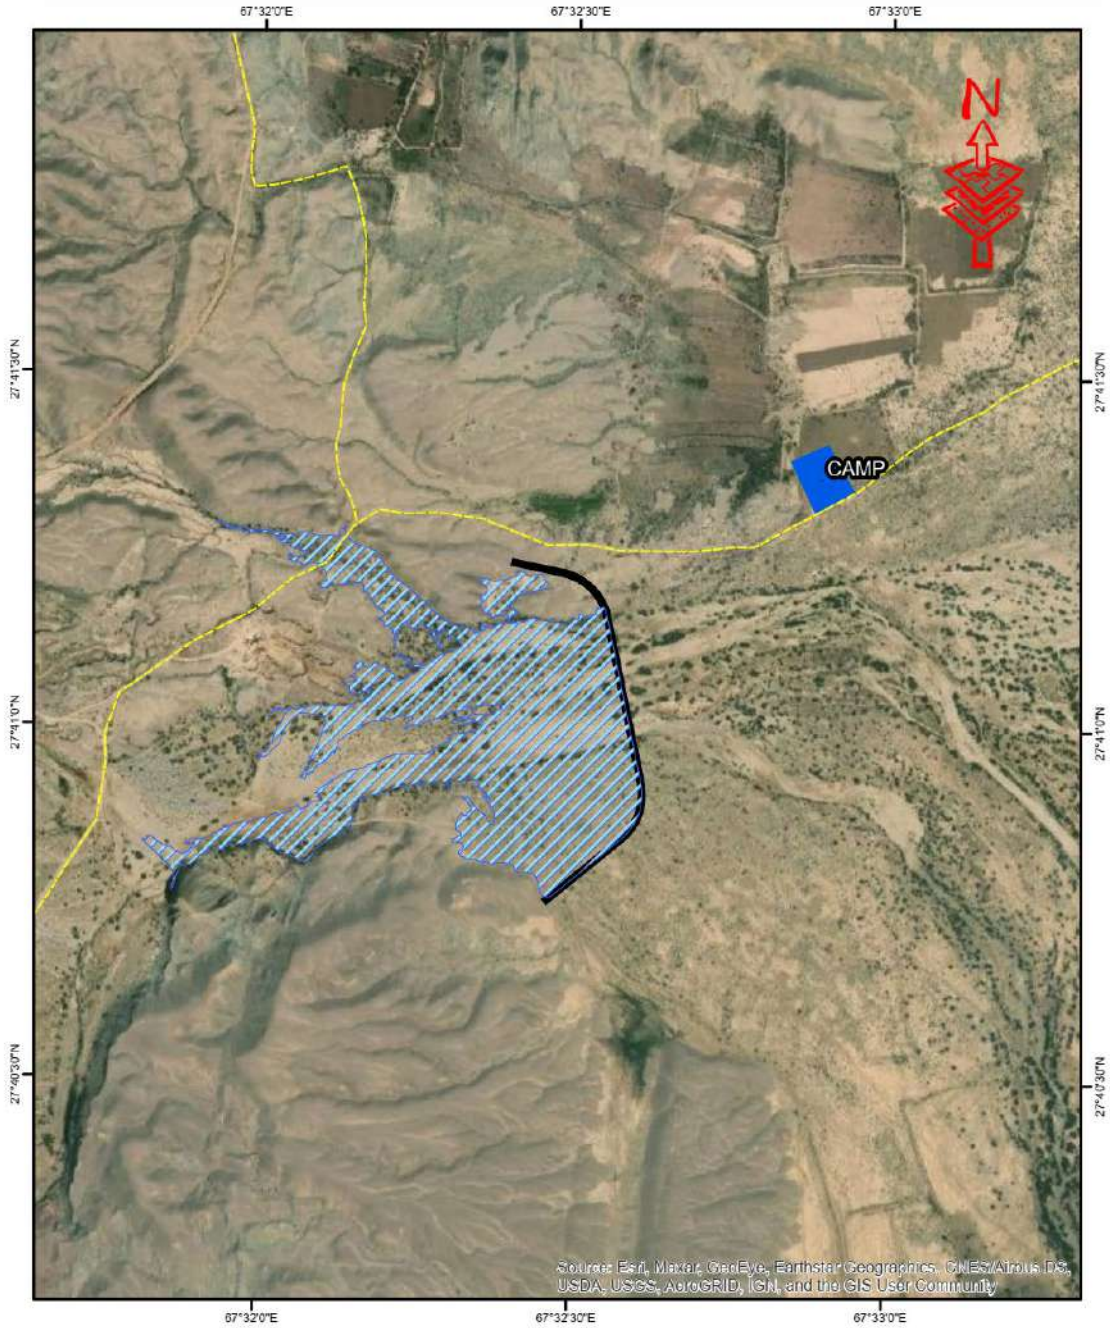 67°32'0"E 67°32'30"E 67°33'0"E
N
27°41'30"N 27°41'30"N
CAMP
27°41'0"N 27°41'0"N
27°40'30"N 27°40'30"N
Source: Esri, Maxar, GeoEye, Earthstar Geographics, CNES/Airbus DS,
USDA, USGS, AeroGRID, IGN, and the GIS User Community
67°32'0"E 67°32'30"E 67°33'0"E